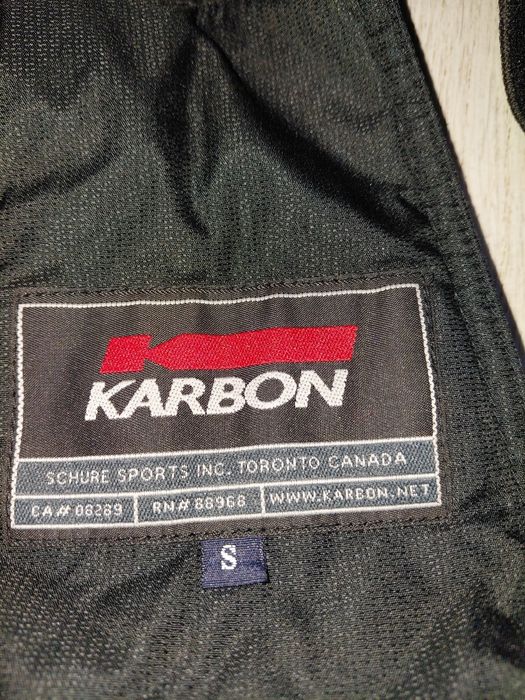 KARBON
SCHURE SPORTS INC. TORONTO CANADA
CA# 08289 RN# 88968 WWW.KARBON.NET
S